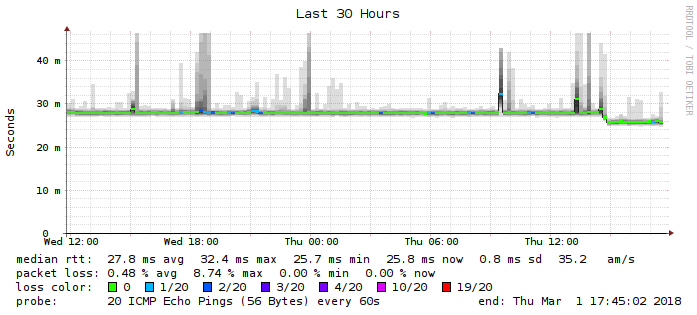 Last 30 Hours
RRDTOOL / TOBI OETIKER
Seconds
40 m
30 m
20 m
10 m
0
Wed 12:00 Wed 18:00 Thu 00:00 Thu 06:00 Thu 12:00
median rtt: 27.8 ms avg 32.4 ms max 25.7 ms min 25.8 ms now 0.8 ms sd 35.2 am/s
packet loss: 0.48 % avg 8.74 % max 0.00 % min 0.00 % now
loss color: 0 1/20 2/20 3/20 4/20 10/20 19/20
probe: 20 ICMP Echo Pings (56 Bytes) every 60s end: Thu Mar 1 17:45:02 2018